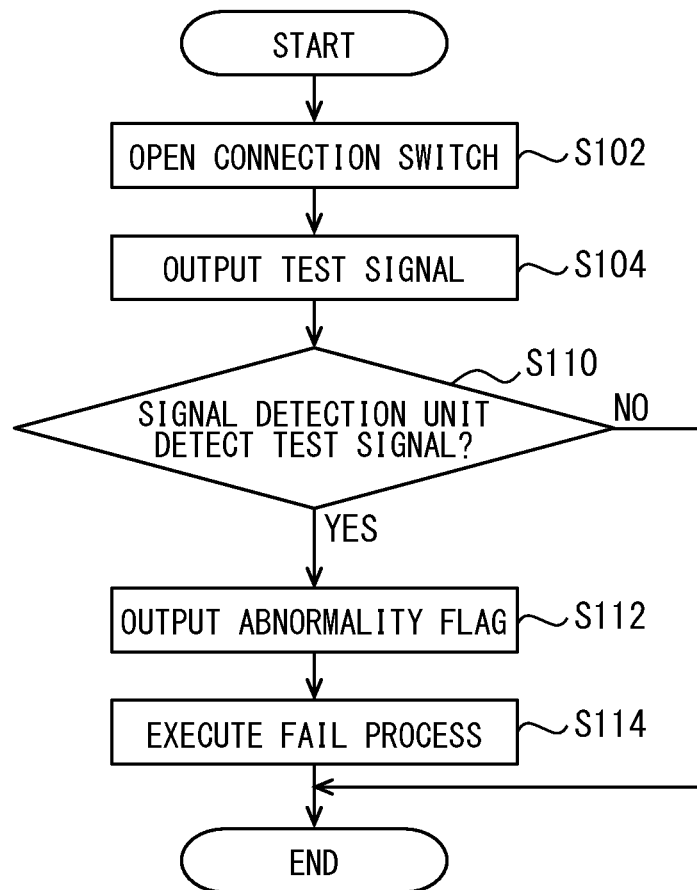 START
OPEN CONNECTION SWITCH
S102
OUTPUT TEST SIGNAL
S104
S110
SIGNAL DETECTION UNIT
DETECT TEST SIGNAL?
NO
YES
OUTPUT ABNORMALITY FLAG
S112
EXECUTE FAIL PROCESS
S114
END